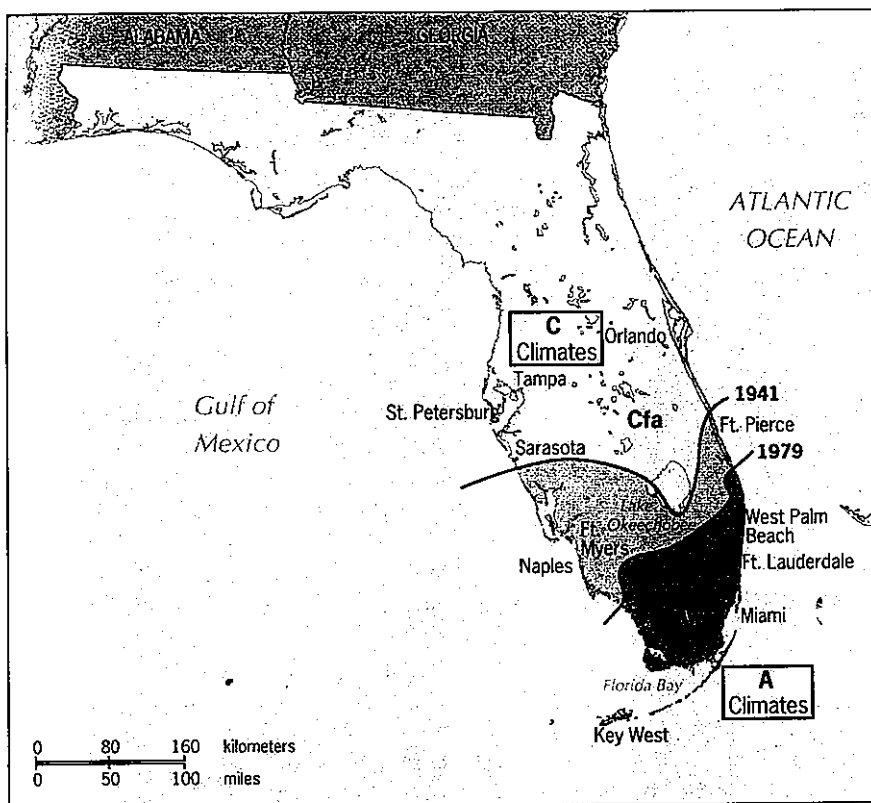 ALABAMA
GEORGIA
ATLANTIC
OCEAN
C
Climates
Orlando
Tampa
Gulf of
Mexico
St. Petersburg
Cfa
1941
Ft. Pierce
Sarasota
1979
Lake
Okeechobee
West Palm
Beach
Ft.
Myers
Naples
Ft. Lauderdale
Miami
Florida Bay
A
Climates
Key West
0 80 160 kilometers
0 50 100 miles